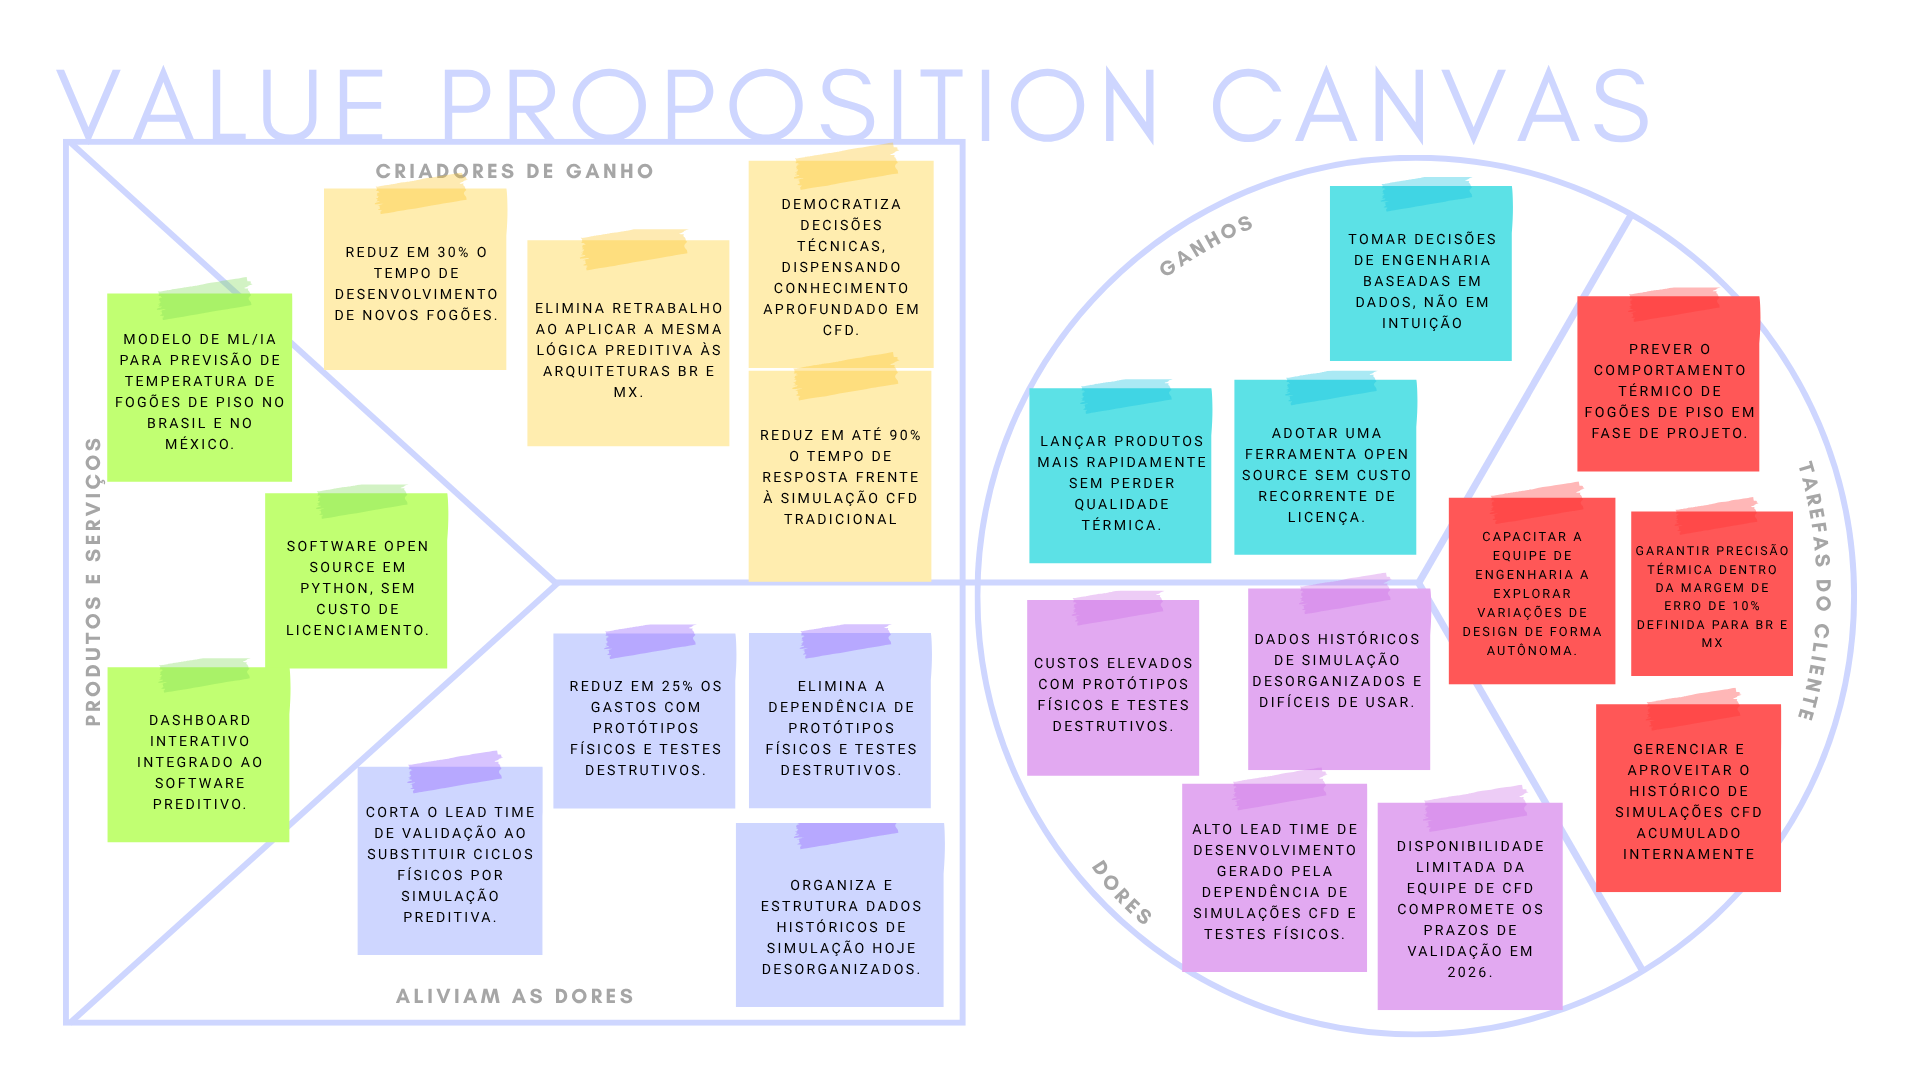 VALUE PROPOSITION CANVAS
CRIADORES DE GANHO
REDUZ EM 30% O
TEMPO DE
DESENVOLVIMENTO
DE NOVOS FOGÕES.
ELIMINA RETRABALHO
AO APLICAR A MESMA
LÓGICA PREDITIVA ÀS
ARQUITETURAS BR E
MX.
DEMOCRATIZA
DECISÕES
TÉCNICAS,
DISPENSANDO
CONHECIMENTO
APROFUNDADO EM
CFD.
REDUZ EM ATÉ 90%
O TEMPO DE
RESPOSTA FRENTE
À SIMULAÇÃO CFD
TRADICIONAL
PRODUTOS E SERVIÇOS
MODELO DE ML/IA
PARA PREVISÃO DE
TEMPERATURA DE
FOGÕES DE PISO NO
BRASIL E NO
MÉXICO.
SOFTWARE OPEN
SOURCE EM
PYTHON, SEM
CUSTO DE
LICENCIAMENTO.
DASHBOARD
INTERATIVO
INTEGRADO AO
SOFTWARE
PREDITIVO.
REDUZ EM 25% OS
GASTOS COM
PROTÓTIPOS
FÍSICOS E TESTES
DESTRUTIVOS.
ELIMINA A
DEPENDÊNCIA DE
PROTÓTIPOS
FÍSICOS E TESTES
DESTRUTIVOS.
CORTA O LEAD TIME
DE VALIDAÇÃO AO
SUBSTITUIR CICLOS
FÍSICOS POR
SIMULAÇÃO
PREDITIVA.
ORGANIZA E
ESTRUTURA DADOS
HISTÓRICOS DE
SIMULAÇÃO HOJE
DESORGANIZADOS.
ALIVIAM AS DORES
GANHOS
TOMAR DECISÕES
DE ENGENHARIA
BASEADAS EM
DADOS, NÃO EM
INTUIÇÃO
LANÇAR PRODUTOS
MAIS RAPIDAMENTE
SEM PERDER
QUALIDADE
TÉRMICA.
ADOTAR UMA
FERRAMENTA OPEN
SOURCE SEM CUSTO
RECORRENTE DE
LICENÇA.
TAREFAS DO CLIENTE
PREVER O
COMPORTAMENTO
TÉRMICO DE
FOGÕES DE PISO EM
FASE DE PROJETO.
CAPACITAR A
EQUIPE DE
ENGENHARIA A
EXPLORAR
VARIAÇÕES DE
DESIGN DE FORMA
AUTÔNOMA.
GARANTIR PRECISÃO
TÉRMICA DENTRO
DA MARGEM DE
ERRO DE 10%
DEFINIDA PARA BR E
MX
GERENCIAR E
APROVEITAR O
HISTÓRICO DE
SIMULAÇÕES CFD
ACUMULADO
INTERNAMENTE
DORES
CUSTOS ELEVADOS
COM PROTÓTIPOS
FÍSICOS E TESTES
DESTRUTIVOS.
DADOS HISTÓRICOS
DE SIMULAÇÃO
DESORGANIZADOS E
DIFÍCEIS DE USAR.
ALTO LEAD TIME DE
DESENVOLVIMENTO
GERADO PELA
DEPENDÊNCIA DE
SIMULAÇÕES CFD E
TESTES FÍSICOS.
DISPONIBILIDADE
LIMITADA DA
EQUIPE DE CFD
COMPROMETE OS
PRAZOS DE
VALIDAÇÃO EM
2026.